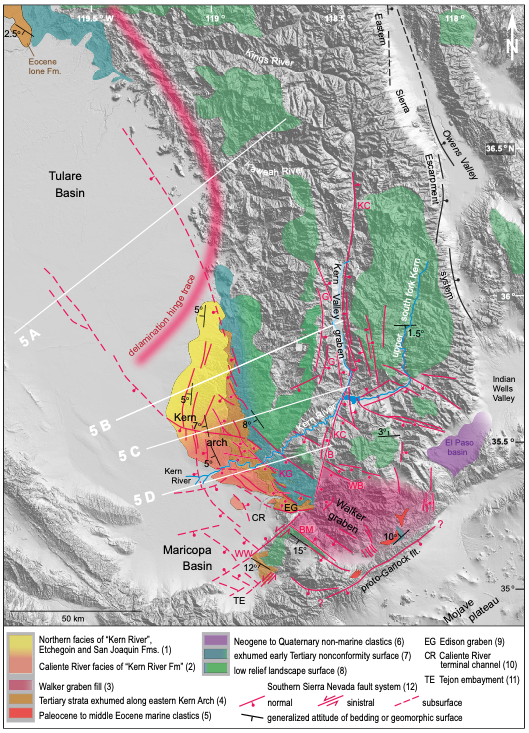 119.5° W
119°
118.5°
118°
2.5°
Eocene
Ione Fm.
Kings River
Kaweah River
Eastern
Sierra
Escarpment
system
Owens Valley
N
36.5° N
Tulare
Basin
KC
delamination hinge trace
Kern Valley graben
upper south fork Kern
36°
5 A
5°
1.5°
5 B
5°
Kern
7°
arch
8°
5 C
5°
Kern
River
Kern River
KC
3°
Indian
Wells
Valley
El Paso
basin
35.5°
5 D
KG
B
WB
EG
CR
Walker
graben
BM
15°
10°
?
Maricopa
Basin
WW
12°
TE
proto-Garlock flt.
?
35°
Mojave
plateau
50 km
Northern facies of "Kern River",
Etchegoin and San Joaquin Fms. (1)
Caliente River facies of "Kern River Fm" (2)
Walker graben fill (3)
Tertiary strata exhumed along eastern Kern Arch (4)
Paleocene to middle Eocene marine clastics (5)
Neogene to Quaternary non-marine clastics (6)
exhumed early Tertiary nonconformity surface (7)
low relief landscape surface (8)
EG Edison graben (9)
CR Caliente River
terminal channel (10)
TE Tejon embayment (11)
Southern Sierra Nevada fault system (12)
normal
sinistral
subsurface
generalized attitude of bedding or geomorphic surface